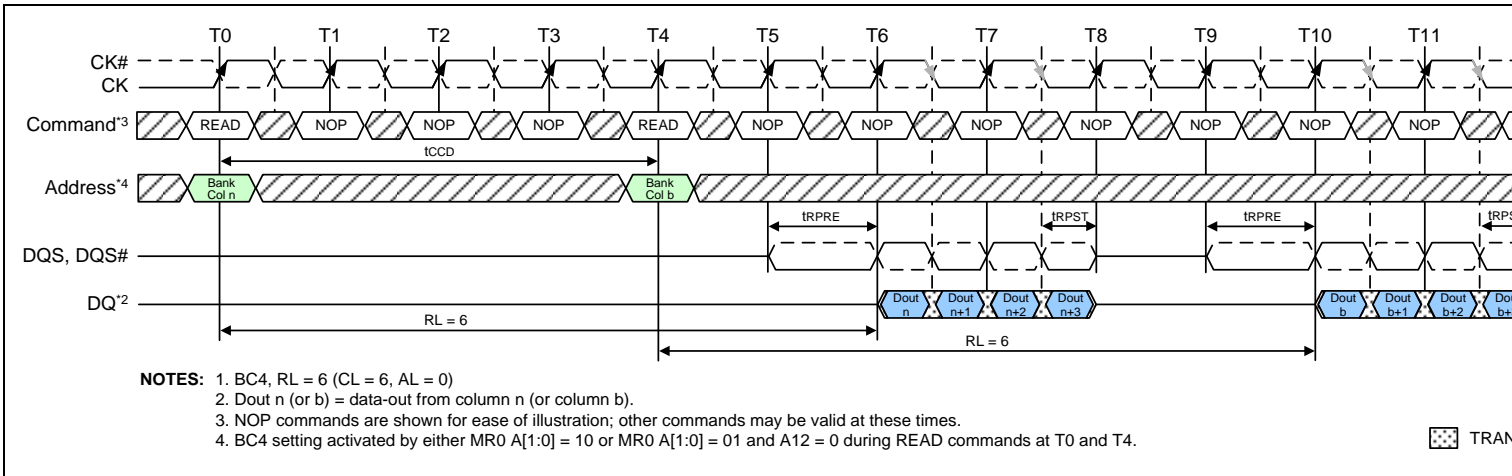 T0 T1 T2 T3 T4 T5 T6 T7 T8 T9 T10 T11
CK#
CK
Command*3 READ NOP NOP NOP READ NOP NOP NOP NOP NOP NOP NOP
tCCD
Address*4 Bank Col n Bank Col b
tRPRE tRPST tRPRE
DQS, DQS#
DQ*2 Dout n Dout n+1 Dout n+2 Dout n+3 Dout b Dout b+1 Dout b+2
RL = 6
RL = 6
NOTES: 1. BC4, RL = 6 (CL = 6, AL = 0)
2. Dout n (or b) = data-out from column n (or column b).
3. NOP commands are shown for ease of illustration; other commands may be valid at these times.
4. BC4 setting activated by either MR0 A[1:0] = 10 or MR0 A[1:0] = 01 and A12 = 0 during READ commands at T0 and T4.